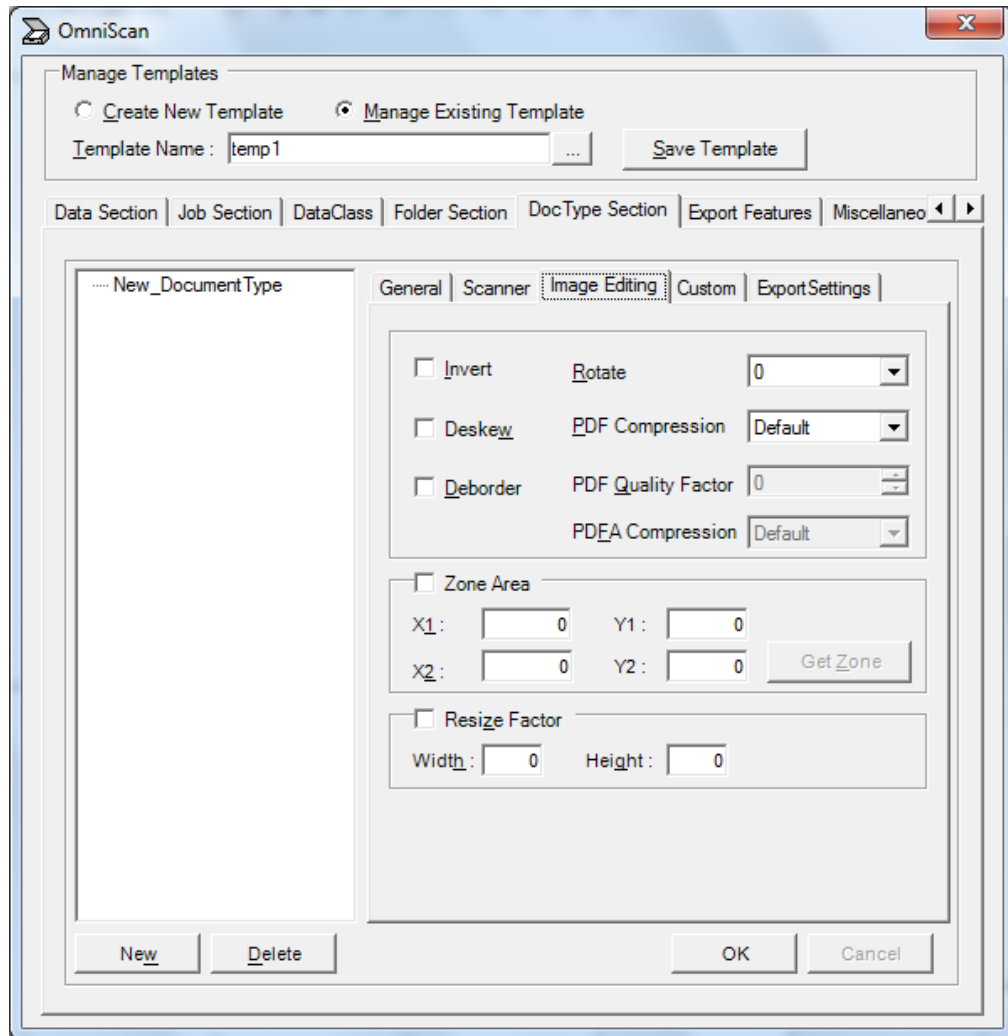 OmniScan
Manage Templates
Create New Template Manage Existing Template
Template Name : temp1 ... Save Template
Data Section Job Section DataClass Folder Section DocType Section Export Features Miscellaneo
New_DocumentType
General Scanner Image Editing Custom ExportSettings
Invert Rotate 0
Deskew PDF Compression Default
Deborder PDF Quality Factor 0
PDFA Compression Default
Zone Area
X1 : 0 Y1 : 0
X2 : 0 Y2 : 0 Get Zone
Resize Factor
Width : 0 Height : 0
New Delete OK Cancel